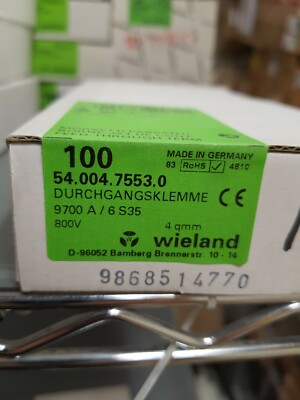 100
MADE IN GERMANY
83 RoHS ✓ 4810
54.004.7553.0
DURCHGANGSKLEMME CE
9700 A / 6 S35
800V 4 qmm
wieland
D-96052 Bamberg Brennerstr. 10 - 14
9868514770